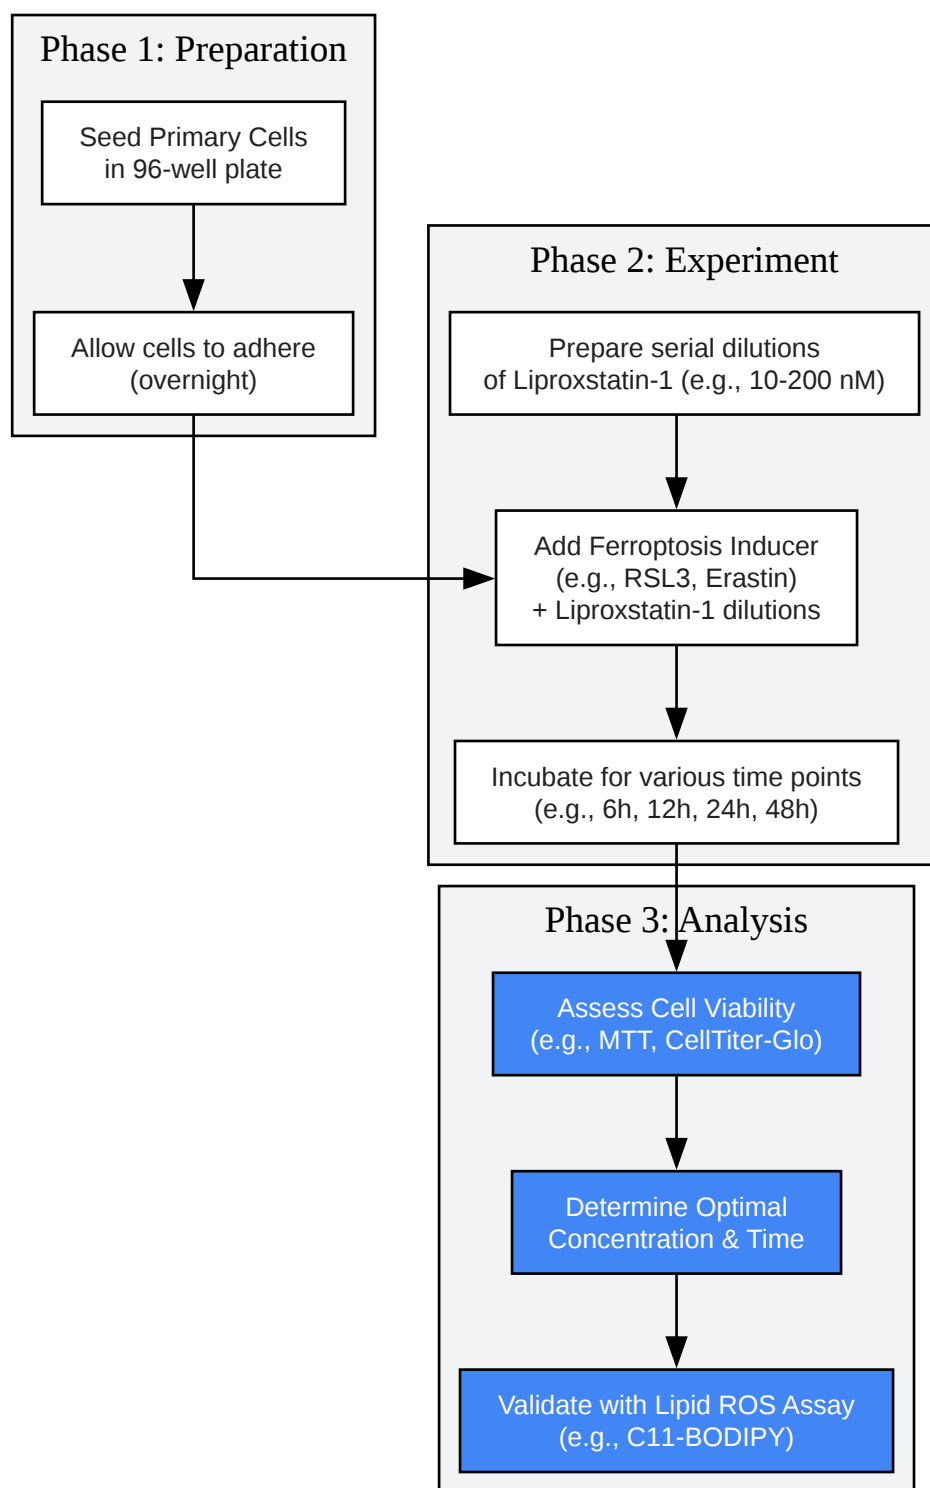 Phase 1: Preparation
Seed Primary Cells
in 96-well plate
Allow cells to adhere
(overnight)
Phase 2: Experiment
Prepare serial dilutions
of Liproxstatin-1 (e.g., 10-200 nM)
Add Ferroptosis Inducer
(e.g., RSL3, Erastin)
+ Liproxstatin-1 dilutions
Incubate for various time points
(e.g., 6h, 12h, 24h, 48h)
Phase 3: Analysis
Assess Cell Viability
(e.g., MTT, CellTiter-Glo)
Determine Optimal
Concentration & Time
Validate with Lipid ROS Assay
(e.g., C11-BODIPY)